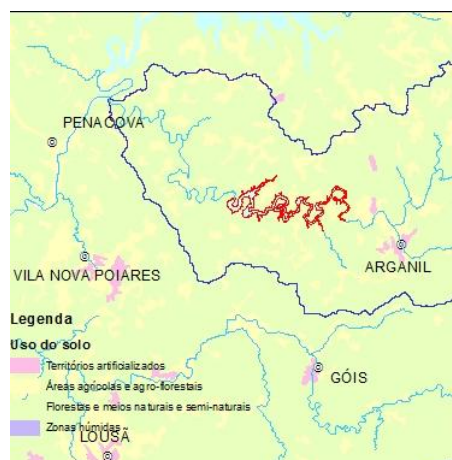 PENACOVA
VILA NOVA POIARES
ARGANIL
Legenda
Uso do solo
Territórios artificializados
Áreas agrícolas e agro-florestais
Florestas e meios naturais e semi-naturais
Zonas húmidas
GÓIS
LOUSÃ